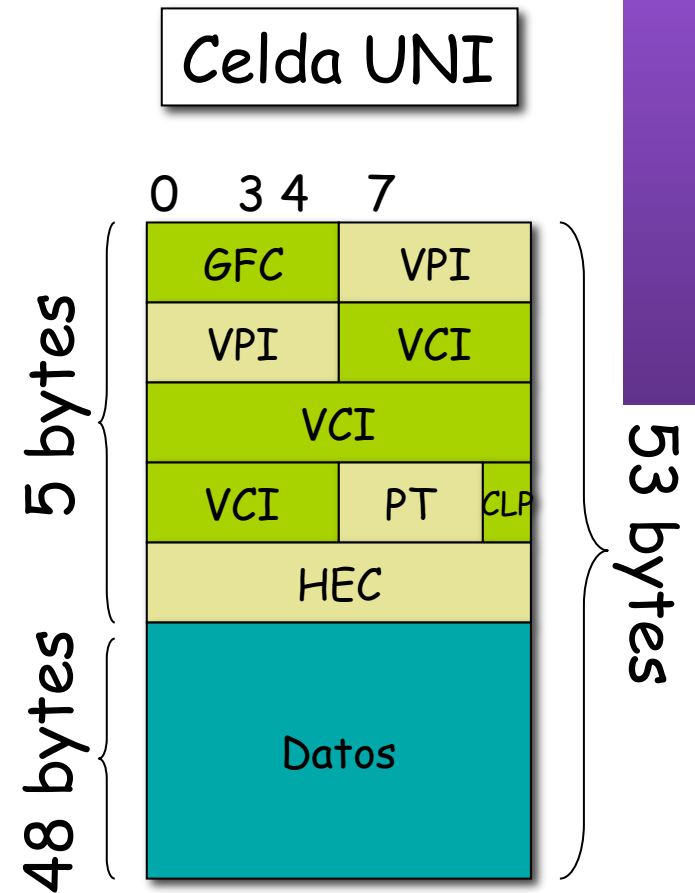 Celda UNI
0 3 4 7
GFC VPI
VPI VCI
VCI
VCI PT CLP
HEC
Datos
5 bytes
48 bytes
53 bytes